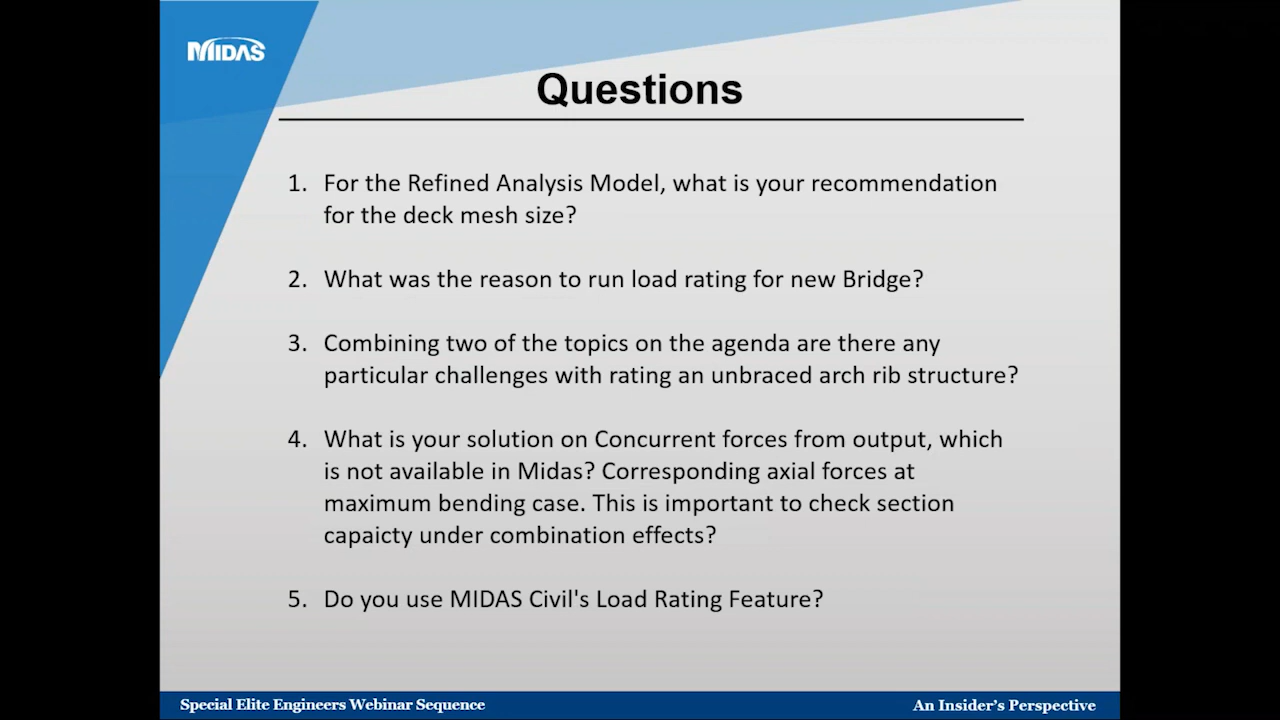 MIDAS
Questions
1. For the Refined Analysis Model, what is your recommendation
for the deck mesh size?
2. What was the reason to run load rating for new Bridge?
3. Combining two of the topics on the agenda are there any
particular challenges with rating an unbraced arch rib structure?
4. What is your solution on Concurrent forces from output, which
is not available in Midas? Corresponding axial forces at
maximum bending case. This is important to check section
capaicty under combination effects?
5. Do you use MIDAS Civil's Load Rating Feature?
Special Elite Engineers Webinar Sequence
An Insider's Perspective